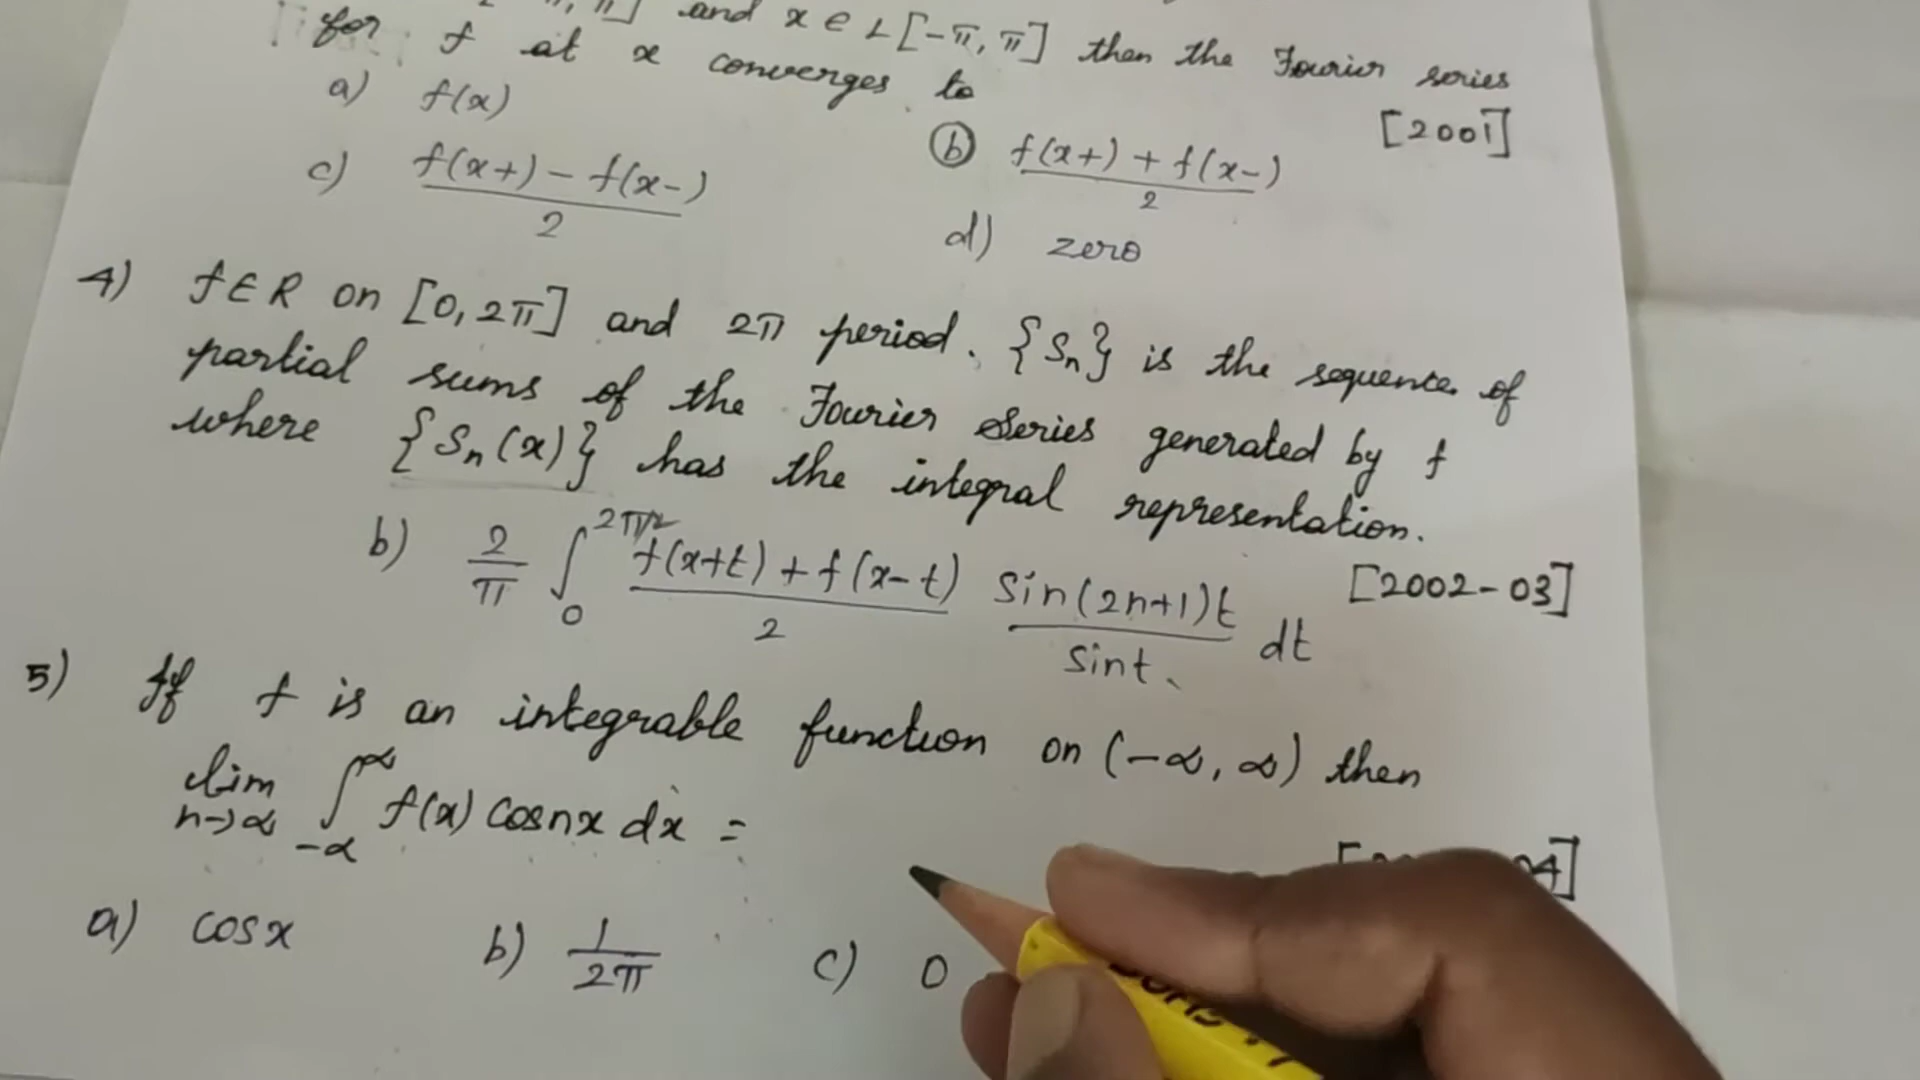 π] and x ∈ L [-π, π] then the Fourier series
for f at x converges to [2001]
a) f(x) (b) f(x+) + f(x-) / 2
c) f(x+) - f(x-) / 2 d) zero
4) f ∈ R on [0, 2π] and 2π period. {Sn} is the sequence of
partial sums of the Fourier Series generated by f
where {Sn(x)} has the integral representation.
b) 2/π ∫₀ f(x+t) + f(x-t) / 2 sin(2n+1)t / sint dt [2002-03]
5) If f is an integrable function on (-∞, ∞) then
lim n→∞ ∫_-∞^∞ f(x) cosnx dx = 04]
a) cosx b) 1/2π c) 0